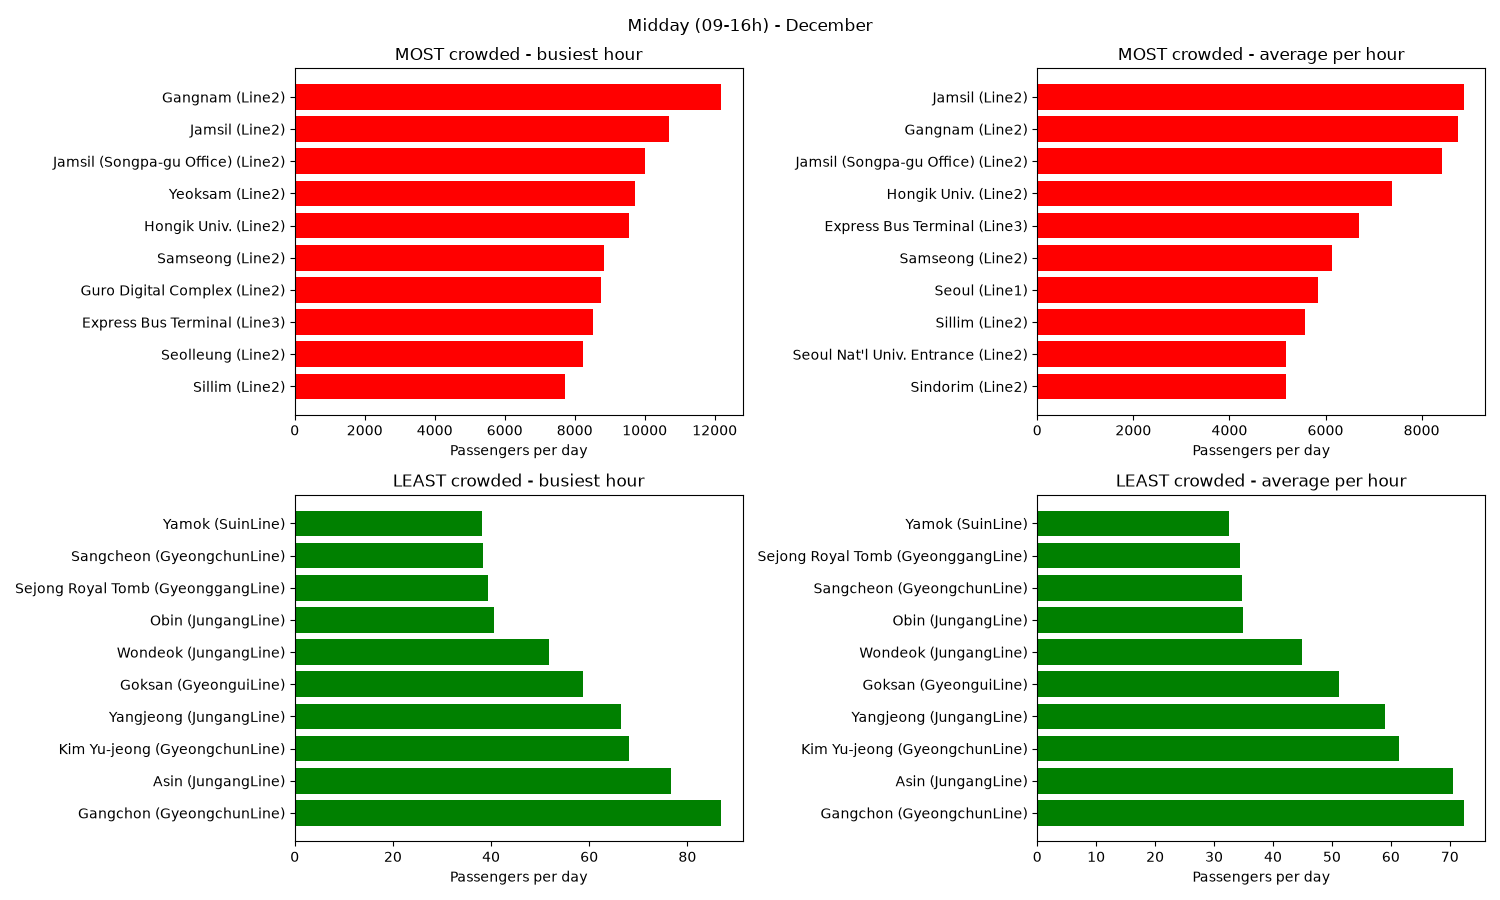 Midday (09-16h) - December
MOST crowded - busiest hour
Gangnam (Line2)
Jamsil (Line2)
Jamsil (Songpa-gu Office) (Line2)
Yeoksam (Line2)
Hongik Univ. (Line2)
Samseong (Line2)
Guro Digital Complex (Line2)
Express Bus Terminal (Line3)
Seolleung (Line2)
Sillim (Line2)
0 2000 4000 6000 8000 10000 12000
Passengers per day
MOST crowded - average per hour
Jamsil (Line2)
Gangnam (Line2)
Jamsil (Songpa-gu Office) (Line2)
Hongik Univ. (Line2)
Express Bus Terminal (Line3)
Samseong (Line2)
Seoul (Line1)
Sillim (Line2)
Seoul Nat'l Univ. Entrance (Line2)
Sindorim (Line2)
0 2000 4000 6000 8000
Passengers per day
LEAST crowded - busiest hour
Yamok (SuinLine)
Sangcheon (GyeongchunLine)
Sejong Royal Tomb (GyeonggangLine)
Obin (JungangLine)
Wondeok (JungangLine)
Goksan (GyeonguiLine)
Yangjeong (JungangLine)
Kim Yu-jeong (GyeongchunLine)
Asin (JungangLine)
Gangchon (GyeongchunLine)
0 20 40 60 80
Passengers per day
LEAST crowded - average per hour
Yamok (SuinLine)
Sejong Royal Tomb (GyeonggangLine)
Sangcheon (GyeongchunLine)
Obin (JungangLine)
Wondeok (JungangLine)
Goksan (GyeonguiLine)
Yangjeong (JungangLine)
Kim Yu-jeong (GyeongchunLine)
Asin (JungangLine)
Gangchon (GyeongchunLine)
0 10 20 30 40 50 60 70
Passengers per day